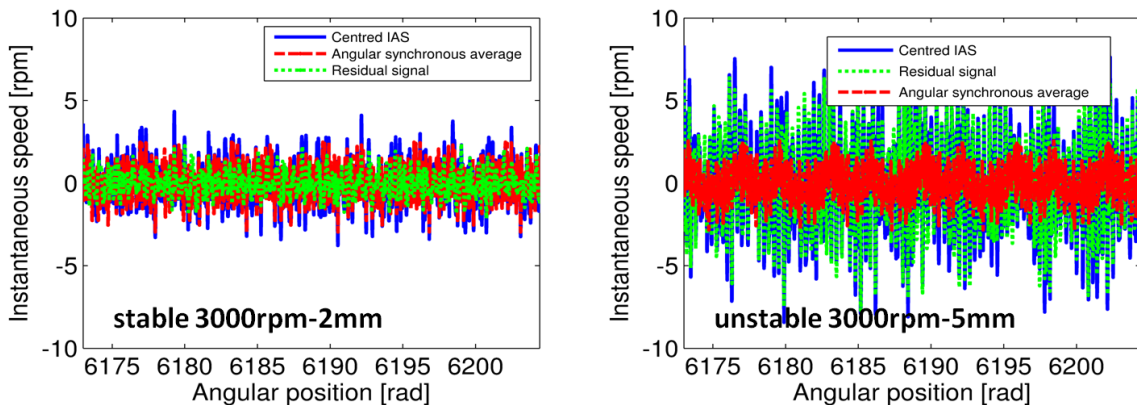 10
Centred IAS
Angular synchronous average
Residual signal
5
0
-5
-10
Instantaneous speed [rpm]
stable 3000rpm-2mm
6175 6180 6185 6190 6195 6200
Angular position [rad]
10
Centred IAS
Residual signal
Angular synchronous average
5
0
-5
-10
Instantaneous speed [rpm]
unstable 3000rpm-5mm
6175 6180 6185 6190 6195 6200
Angular position [rad]